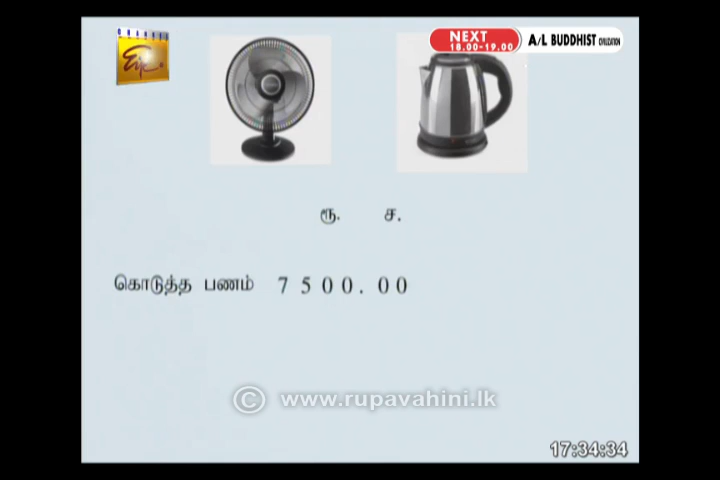 NEXT
18.00-19.00
A/L BUDDHIST CIVILIZATION
ரூ. ச.
கொடுத்த பணம் 7500.00
© www.rupavahini.lk
17:34:34